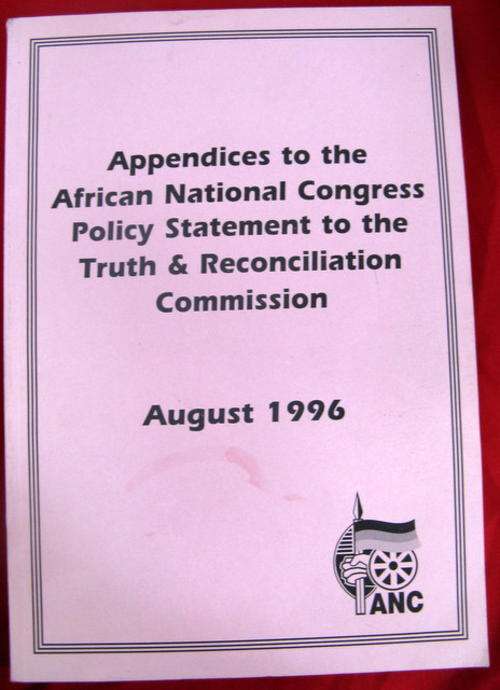 Appendices to the
African National Congress
Policy Statement to the
Truth & Reconciliation
Commission
August 1996
ANC